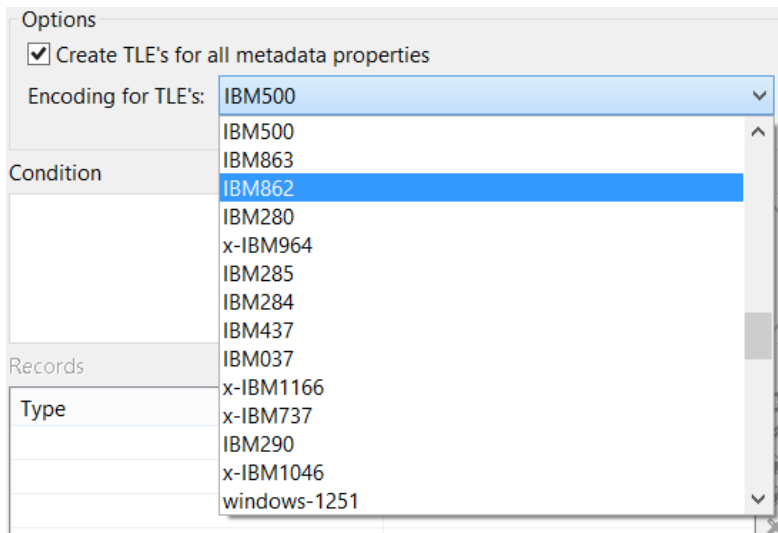 Options
Create TLE's for all metadata properties
Encoding for TLE's: IBM500
IBM500
IBM863
Condition
IBM862
IBM280
x-IBM964
IBM285
IBM284
IBM437
IBM037
Records
x-IBM1166
Type
x-IBM737
IBM290
x-IBM1046
windows-1251